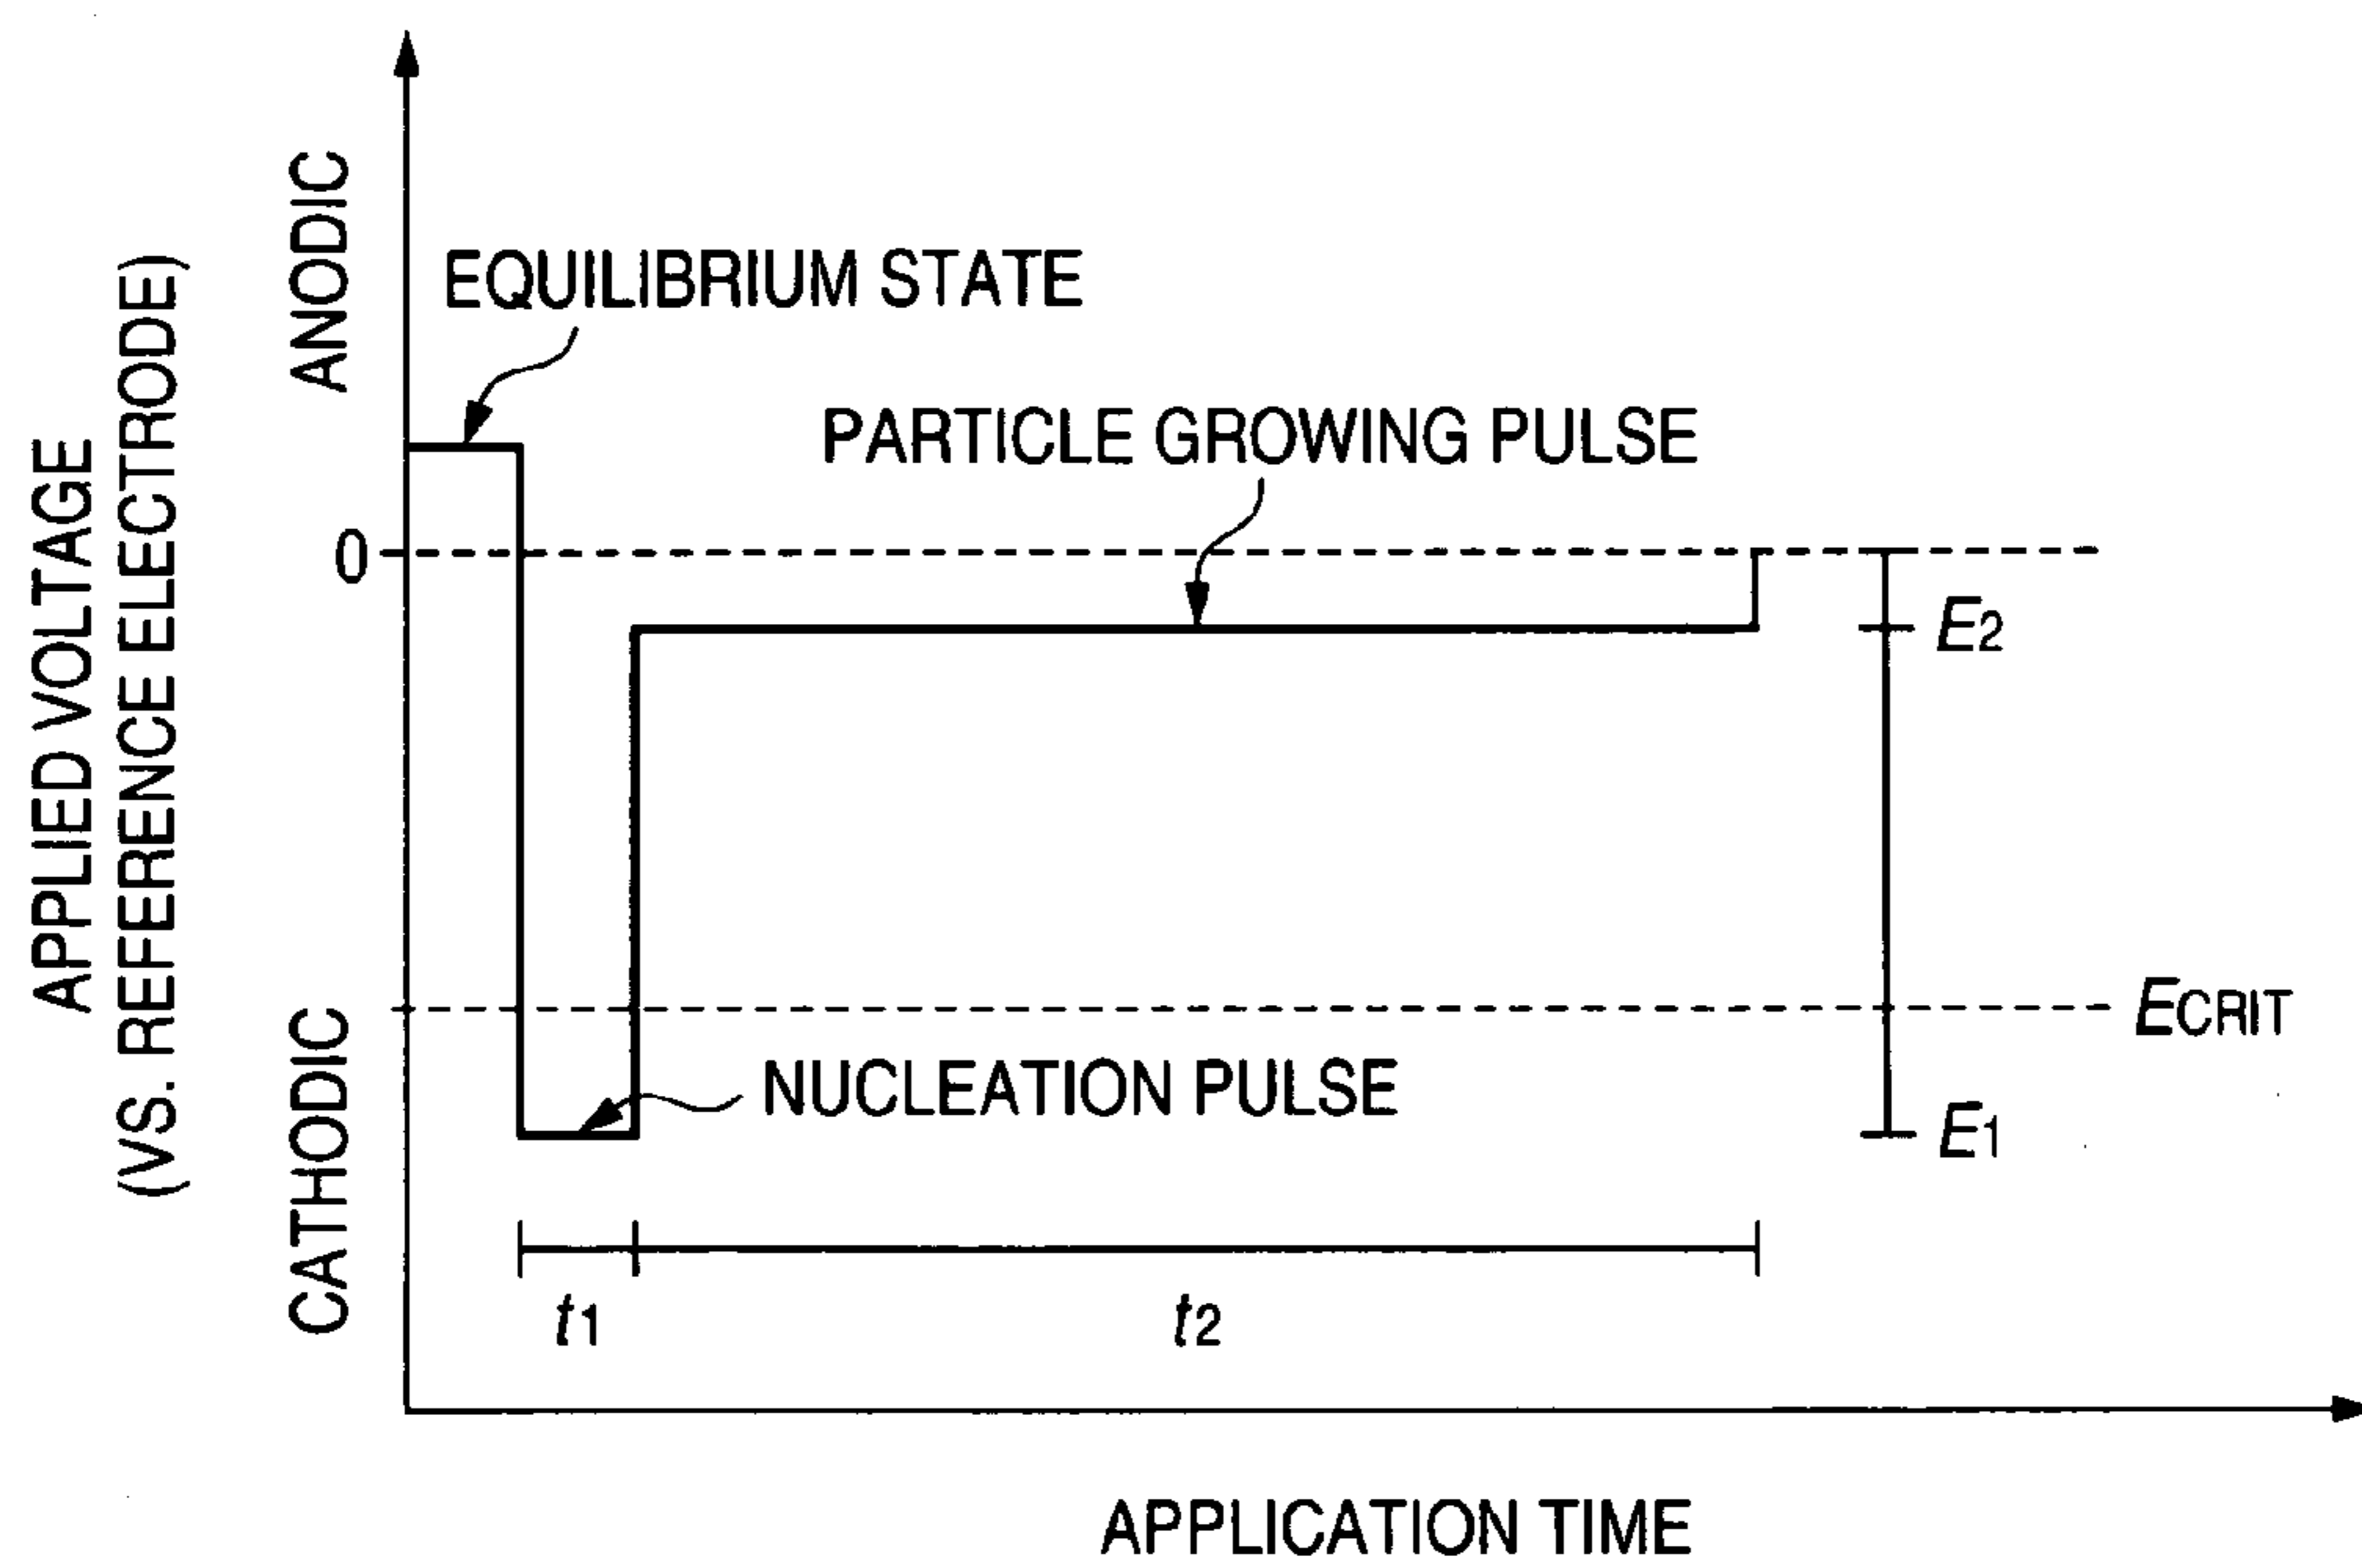 APPLIED VOLTAGE
(VS. REFERENCE ELECTRODE)
ANODIC
CATHODIC
EQUILIBRIUM STATE
PARTICLE GROWING PULSE
0
E2
ECRIT
NUCLEATION PULSE
E1
t1
t2
APPLICATION TIME